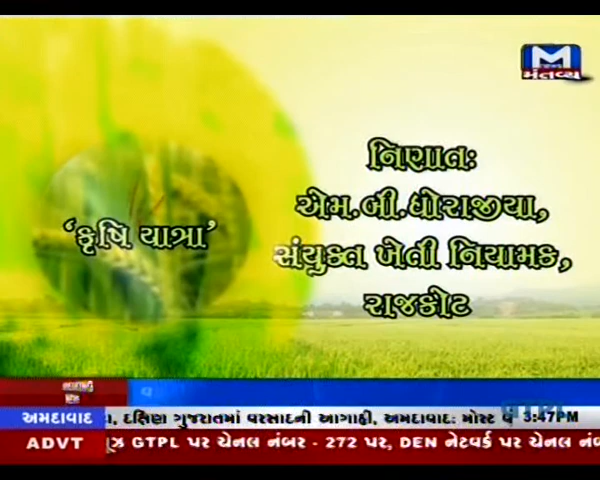 મંતવ્ય
નિણાત:
એમ.બી.ધોરાજીયા,
'કૃષિ યાત્રા'
સંયુક્ત ખેતી નિયામક,
રાજકોટ
અમદાવાદ
, દક્ષિણ ગુજરાતમાં વરસાદની આગાહી, અમદાવાદ: મોસ્ટ વ
3:47PM
ADVT
ૂઝ GTPL પર ચેનલ નંબર - 272 પર, DEN નેટવર્ક પર ચેનલ નંબ